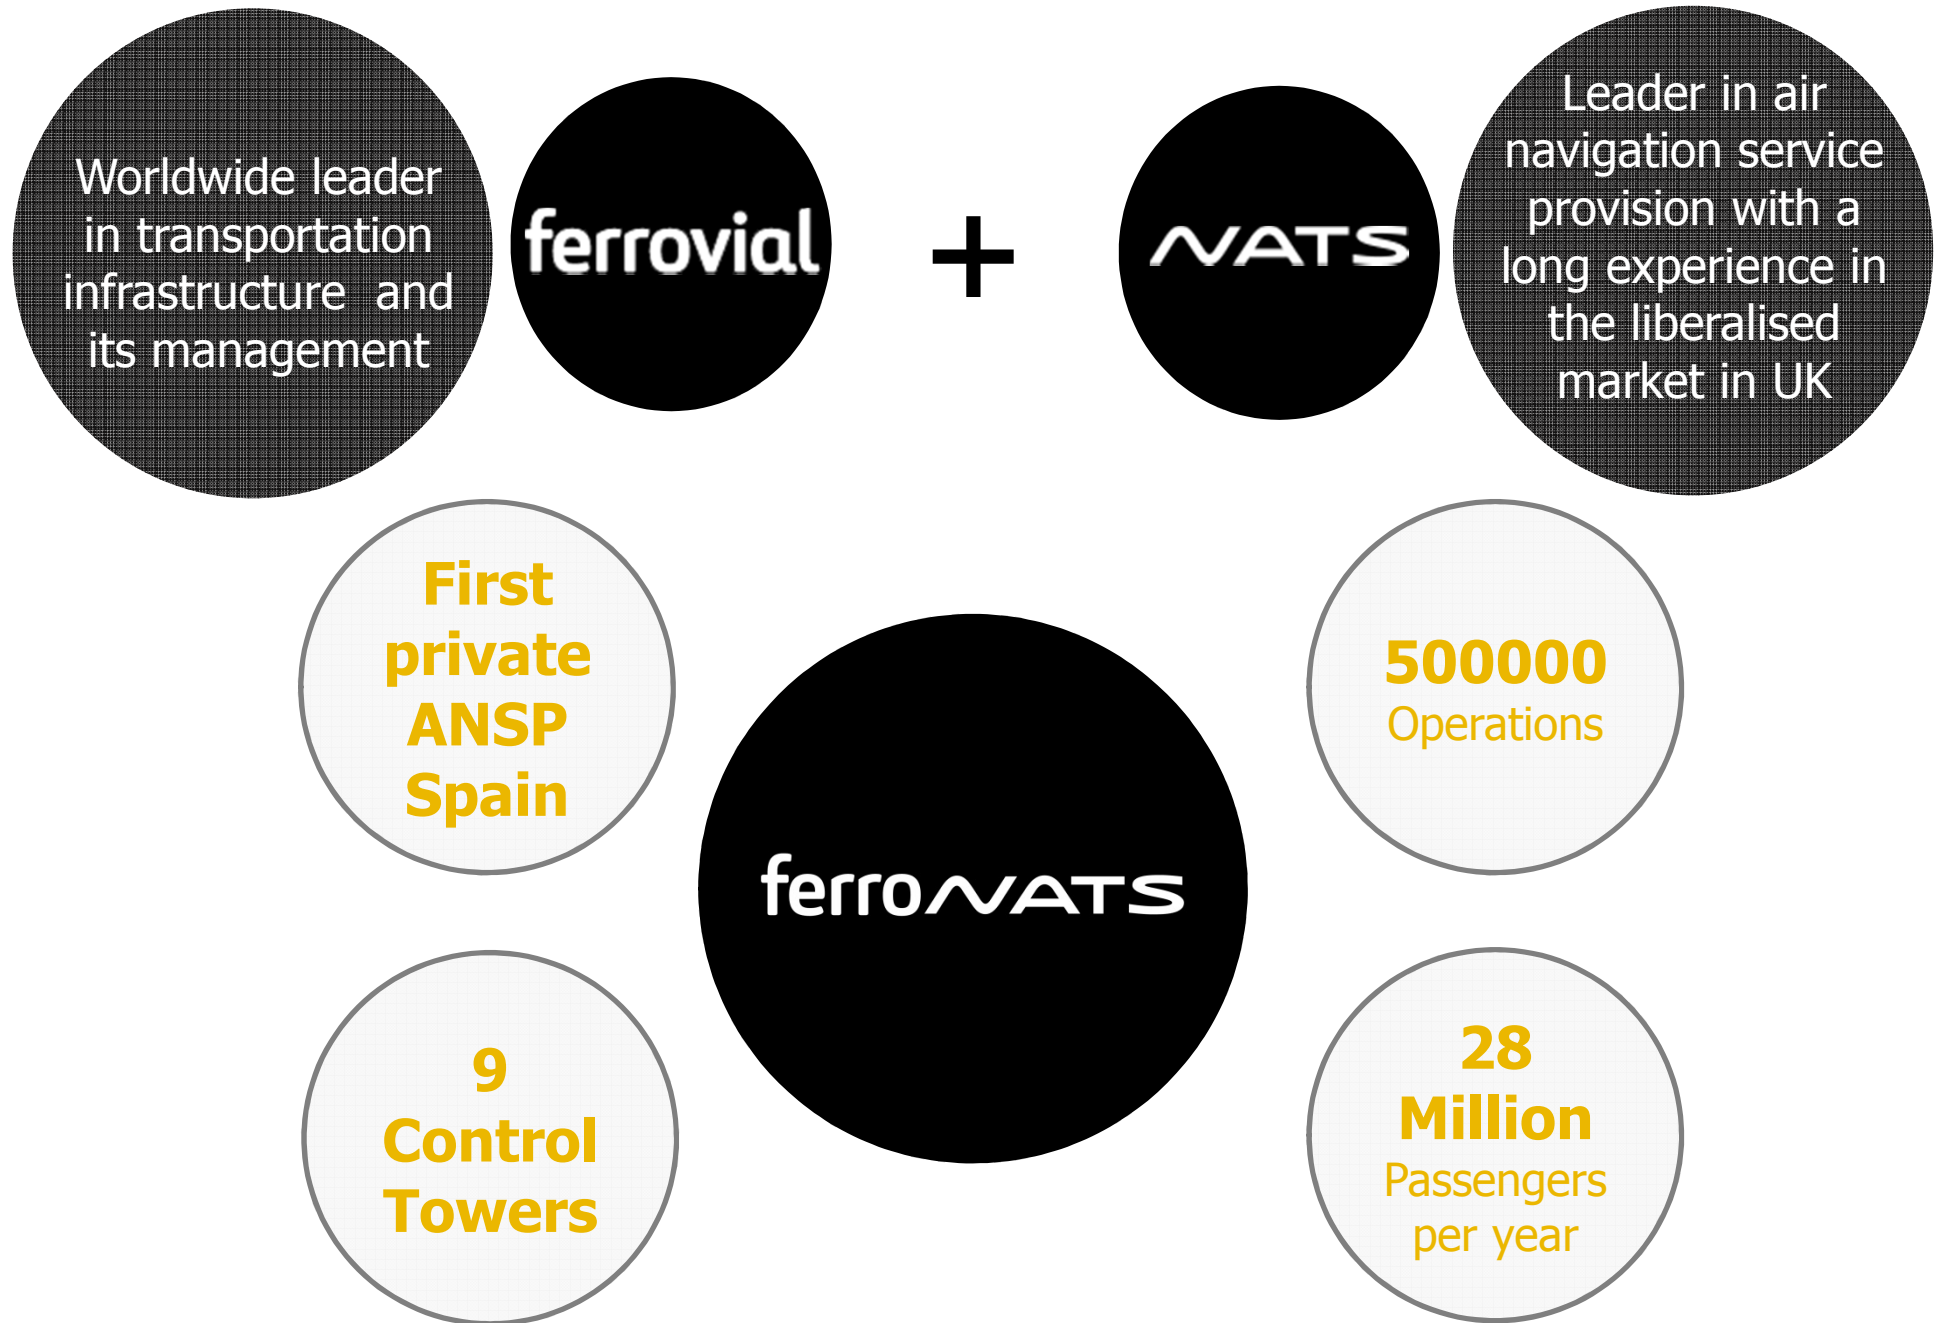 Worldwide leader
in transportation
infrastructure and
its management
ferrovial
+
NATS
Leader in air
navigation service
provision with a
long experience in
the liberalised
market in UK
First
private
ANSP
Spain
500000
Operations
ferroNATS
9
Control
Towers
28
Million
Passengers
per year